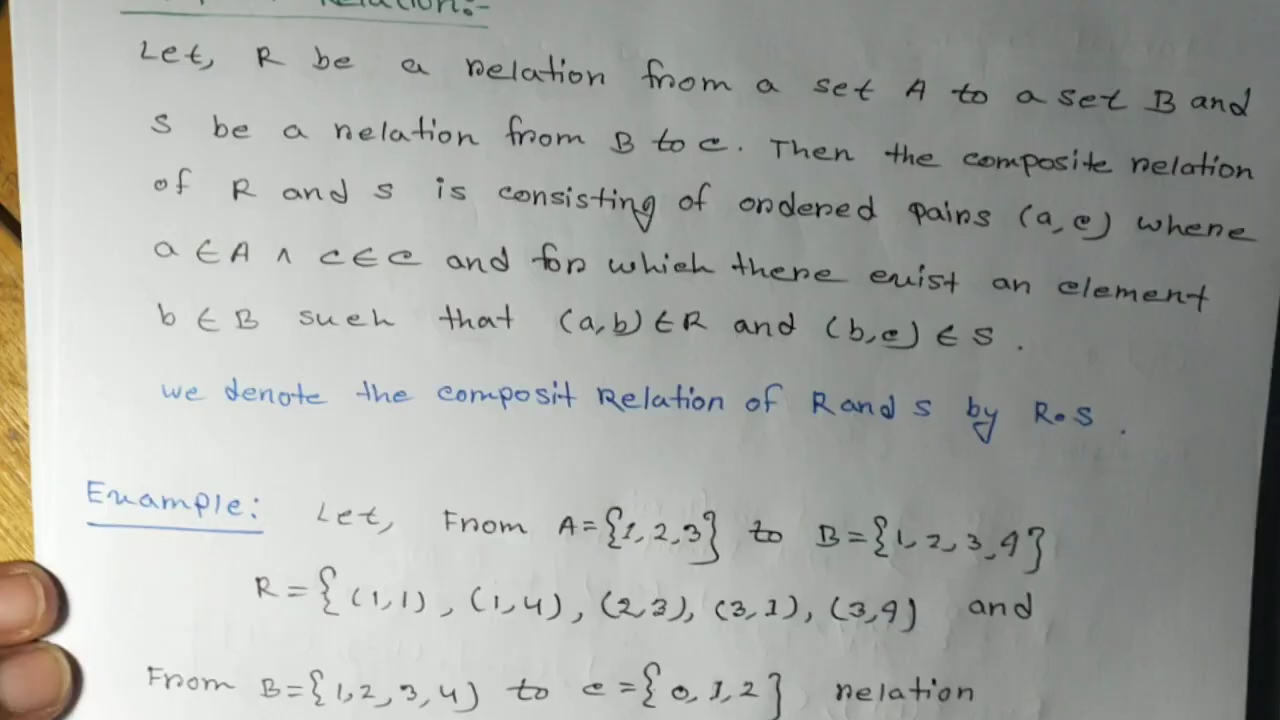 Relation:-
Let, R be a relation from a set A to a set B and
S be a relation from B to C. Then the composite relation
of R and S is consisting of ordered pairs (a, c) where
a ∈ A ∧ c ∈ C and for which there exist an element
b ∈ B such that (a, b) ∈ R and (b, c) ∈ S .
we denote the composit Relation of R and S by R∘S .
Example: Let, From A = {1, 2, 3} to B = {1, 2, 3, 4}
R = { (1, 1) , (1, 4) , (2, 3), (3, 1), (3, 4) and
From B = {1, 2, 3, 4) to C = { 0, 1, 2 } relation